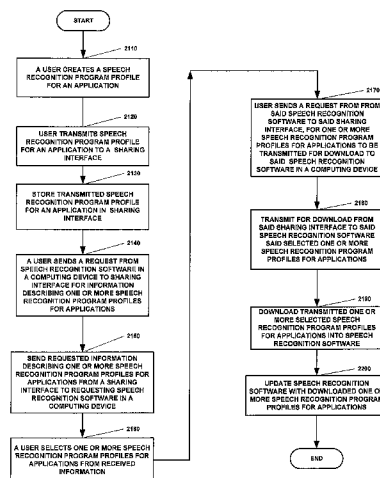 START
2110
A USER CREATES A SPEECH
RECOGNITION PROGRAM PROFILE
FOR AN APPLICATION
2120
USER TRANSMITS SPEECH
RECOGNITION PROGRAM PROFILE
FOR AN APPLICATION TO A SHARING
INTERFACE
2130
STORE TRANSMITTED SPEECH
RECOGNITION PROGRAM PROFILE
FOR AN APPLICATION IN SHARING
INTERFACE
2140
A USER SENDS A REQUEST FROM
SPEECH RECOGNITION SOFTWARE IN
A COMPUTING DEVICE TO SHARING
INTERFACE FOR INFORMATION
DESCRIBING ONE OR MORE SPEECH
RECOGNITION PROGRAM PROFILES
FOR APPLICATIONS
2150
SEND REQUESTED INFORMATION
DESCRIBING ONE OR MORE SPEECH
RECOGNITION PROGRAM PROFILES FOR
APPLICATIONS FROM A SHARING
INTERFACE TO REQUESTING SPEECH
RECOGNITION SOFTWARE IN A
COMPUTING DEVICE
2160
A USER SELECTS ONE OR MORE SPEECH
RECOGNITION PROGRAM PROFILES FOR
APPLICATIONS FROM RECEIVED
INFORMATION
2170
USER SENDS A REQUEST FROM FROM
SAID SPEECH RECOGNITION
SOFTWARE TO SAID SHARING
INTERFACE, FOR ONE OR MORE
SPEECH RECOGNITION PROGRAM
PROFILES FOR APPLICATIONS TO BE
TRANSMITTED FOR DOWNLOAD TO
SAID SPEECH RECOGNITION
SOFTWARE IN A COMPUTING DEVICE
2180
TRANSMIT FOR DOWNLOAD FROM
SAID SHARING INTERFACE TO SAID
SPEECH RECOGNITION SOFTWARE
SAID SELECTED ONE OR MORE
SPEECH RECOGNITION PROGRAM
PROFILES FOR APPLICATIONS
2190
DOWNLOAD TRANSMITTED ONE OR
MORE SELECTED SPEECH
RECOGNITION PROGRAM PROFILES
FOR APPLICATIONS INTO SPEECH
RECOGNITION SOFTWARE
2200
UPDATE SPEECH RECOGNITION
SOFTWARE WITH DOWNLOADED ONE OR
MORE SPEECH RECOGNITION PROGRAM
PROFILES FOR APPLICATIONS
END